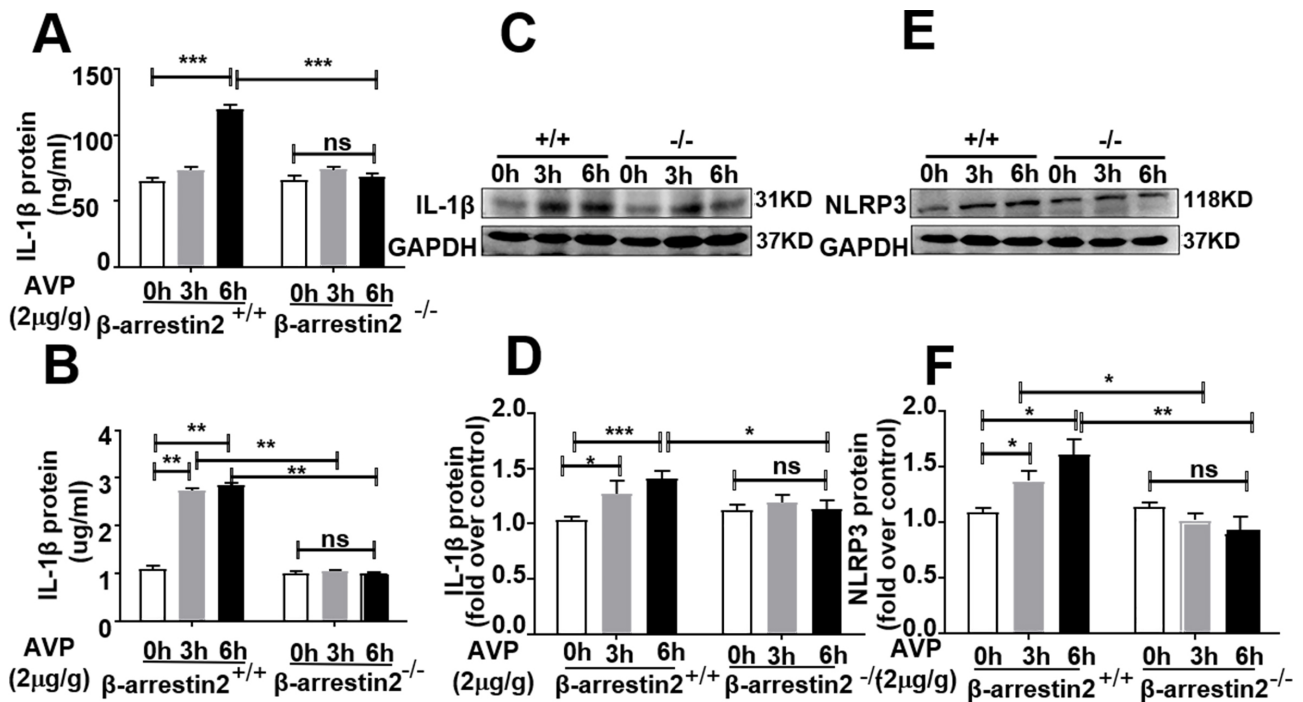 A
*** ***
ns
150
100
50
0
IL-1β protein
(ng/ml)
AVP 0h 3h 6h 0h 3h 6h
(2μg/g) β-arrestin2 +/+ β-arrestin2 -/-
C
+/+ -/-
0h 3h 6h 0h 3h 6h
IL-1β 31KD
GAPDH 37KD
E
+/+ -/-
0h 3h 6h 0h 3h 6h
NLRP3 118KD
GAPDH 37KD
B
** **
** **
ns
4
3
2
1
0
IL-1β protein
(ug/ml)
AVP 0h 3h 6h 0h 3h 6h
(2μg/g) β-arrestin2+/+ β-arrestin2-/-
D
*** *
* ns
2.0
1.5
1.0
0.5
0.0
IL-1β protein
(fold over control)
AVP 0h 3h 6h 0h 3h 6h
(2μg/g) β-arrestin2+/+ β-arrestin2 -/-
F
*
* **
* ns
2.0
1.5
1.0
0.5
0.0
NLRP3 protein
(fold over control)
AVP 0h 3h 6h 0h 3h 6h
(2μg/g) β-arrestin2+/+ β-arrestin2-/-